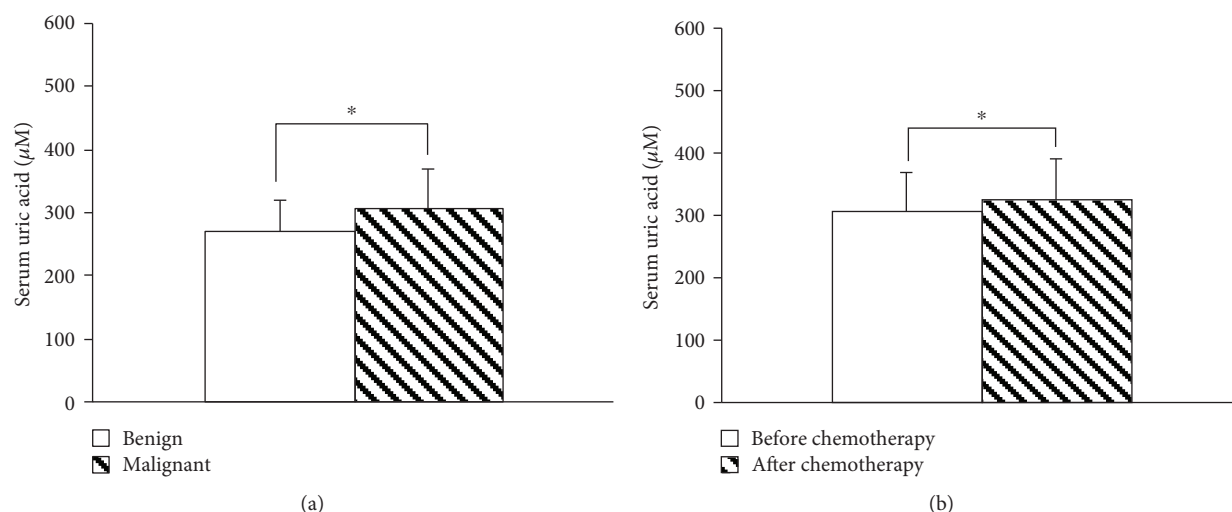 600
500
400
300
200
100
0
Serum uric acid (μM)
*
Benign
Malignant
(a)
600
500
400
300
200
100
0
Serum uric acid (μM)
*
Before chemotherapy
After chemotherapy
(b)